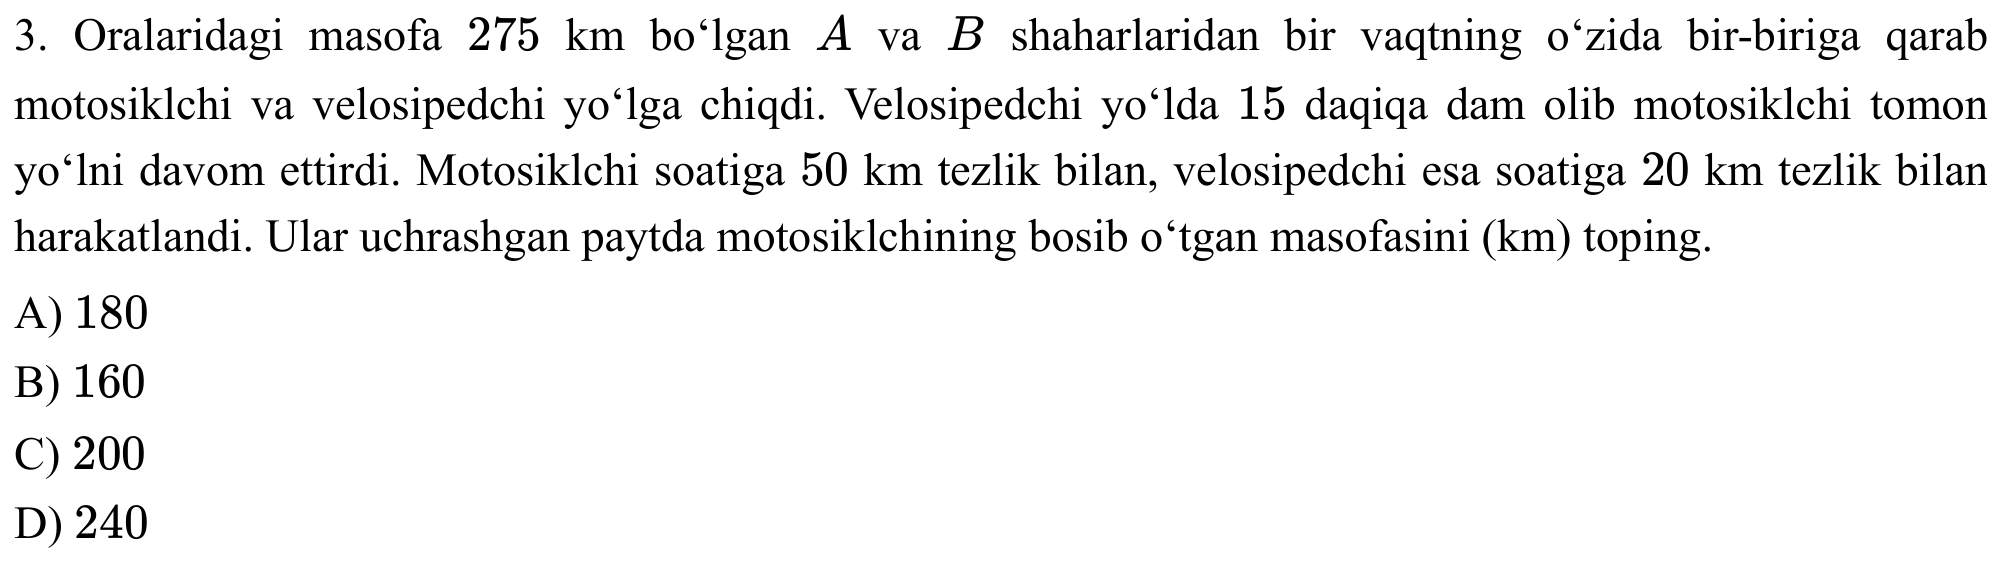 3. Oralaridagi masofa 275 km bo‘lgan A va B shaharlaridan bir vaqtning o‘zida bir-biriga qarab
motosiklchi va velosipedchi yo‘lga chiqdi. Velosipedchi yo‘lda 15 daqiqa dam olib motosiklchi tomon
yo‘lni davom ettirdi. Motosiklchi soatiga 50 km tezlik bilan, velosipedchi esa soatiga 20 km tezlik bilan
harakatlandi. Ular uchrashgan paytda motosiklchining bosib o‘tgan masofasini (km) toping.
A) 180
B) 160
C) 200
D) 240